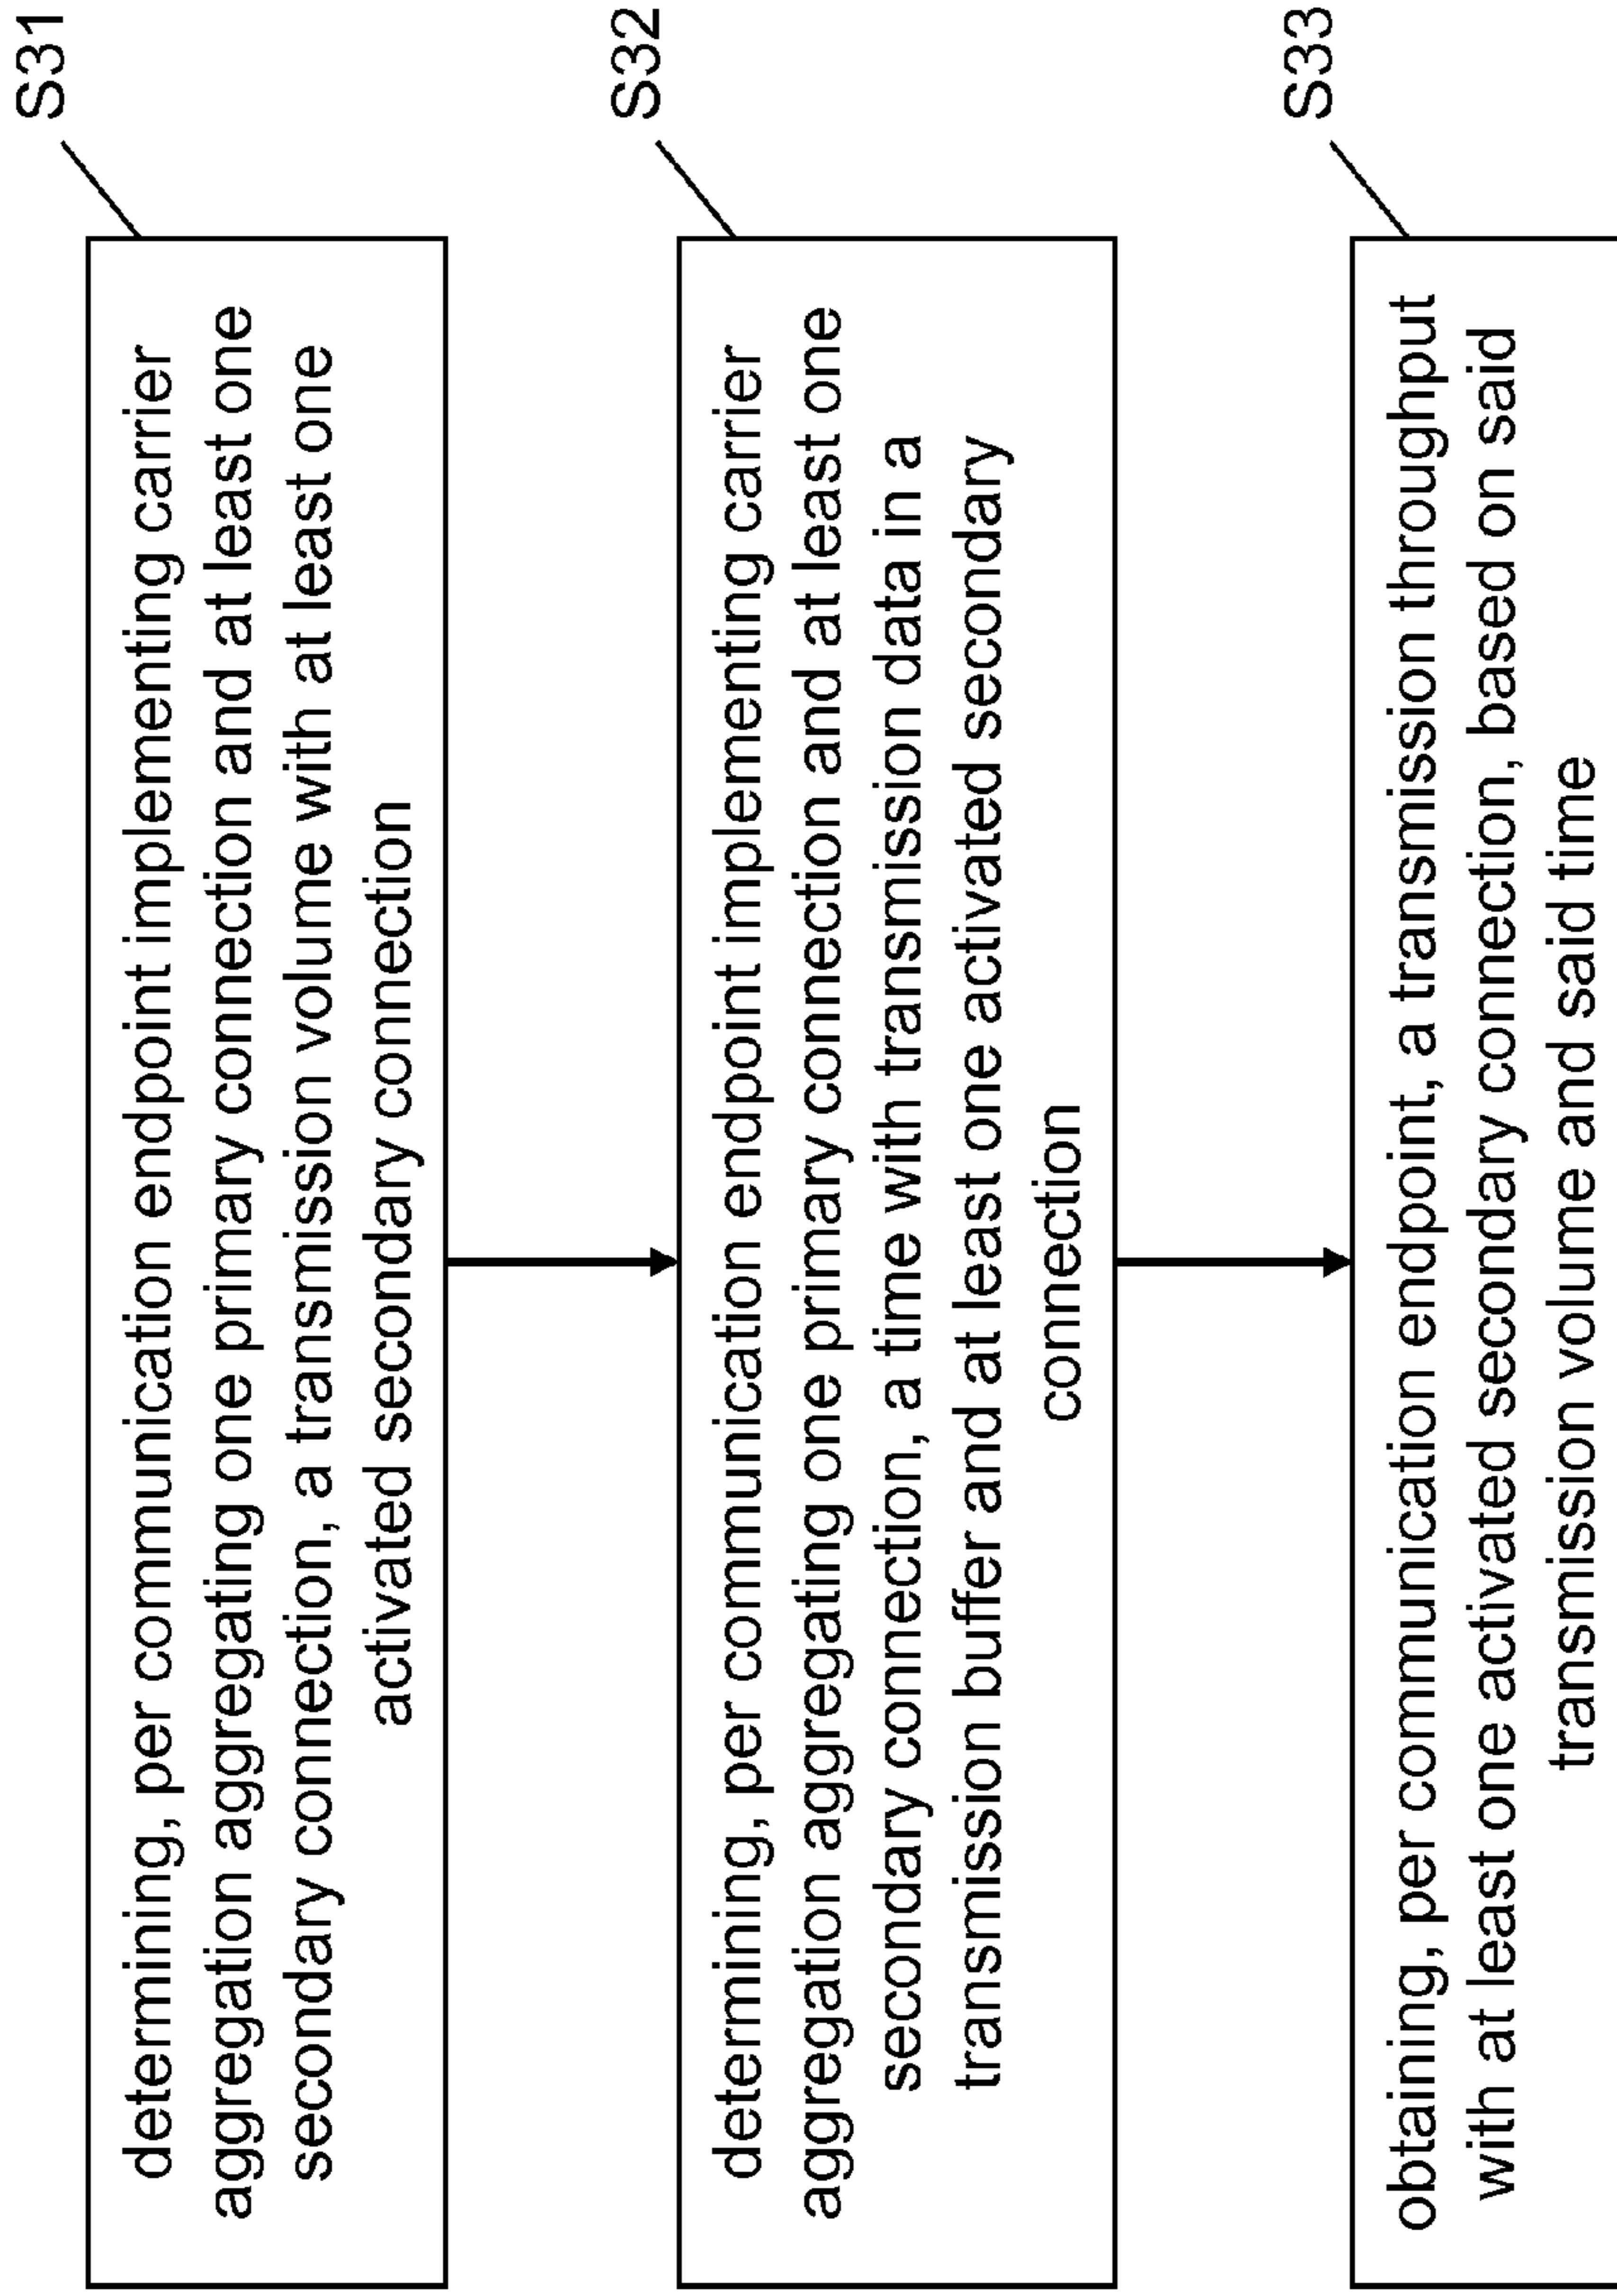 S31
determining, per communication endpoint implementing carrier
aggregation aggregating one primary connection and at least one
secondary connection, a transmission volume with at least one
activated secondary connection
S32
determining, per communication endpoint implementing carrier
aggregation aggregating one primary connection and at least one
secondary connection, a time with transmission data in a
transmission buffer and at least one activated secondary
connection
S33
obtaining, per communication endpoint, a transmission throughput
with at least one activated secondary connection, based on said
transmission volume and said time